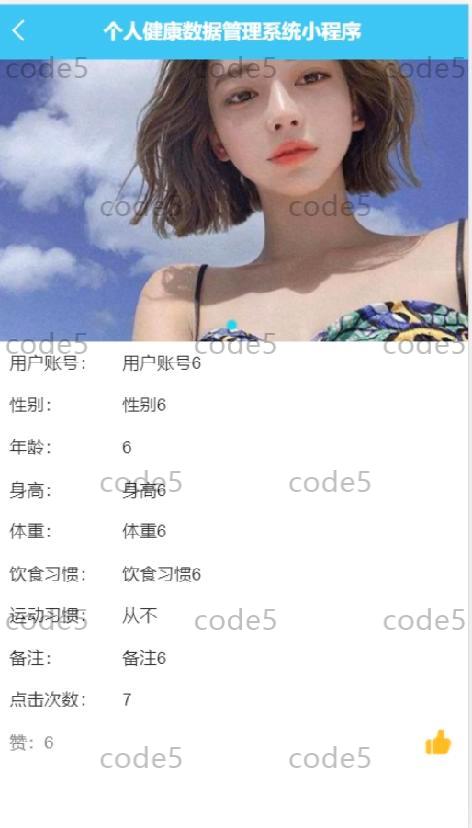 个人健康数据管理系统小程序
code5 code5 code5
code5 code5
code5 code5 code5
用户账号： 用户账号6
性别： 性别6
年龄： 6
code5 code5
身高： 身高6
体重： 体重6
饮食习惯： 饮食习惯6
运动习惯： 从不
code5 code5 code5
备注： 备注6
点击次数： 7
赞：6
code5 code5